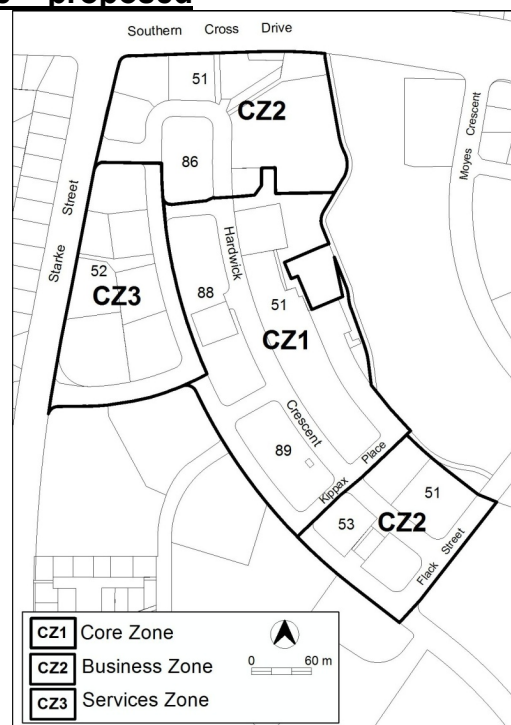 proposed
Southern Cross Drive
51
CZ2
86
Moyes Crescent
Starke Street
52
CZ3
Hardwick
88
51
CZ1
Crescent
89
Kippax Place
51
53
CZ2
Flack Street
CZ1 Core Zone
CZ2 Business Zone
CZ3 Services Zone
0 60 m